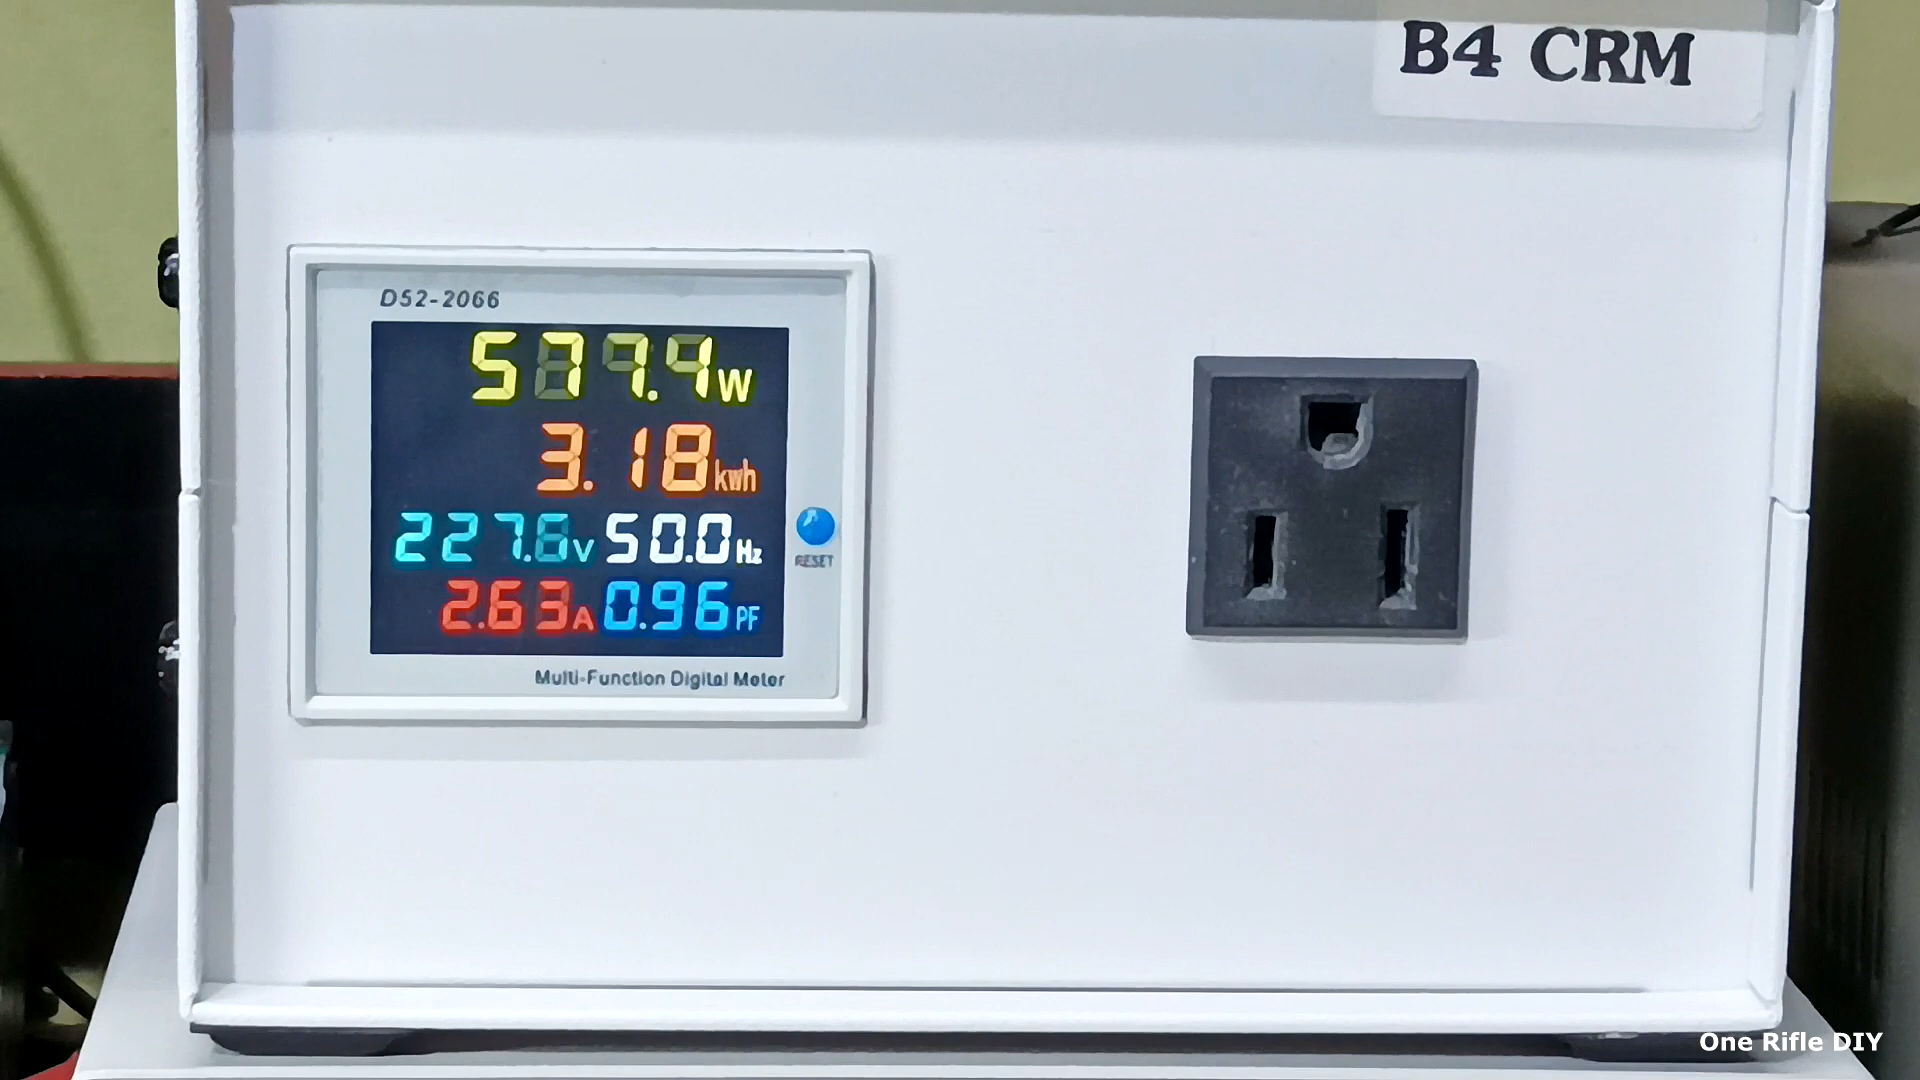 B4 CRM
D52-2066
577.4W
3.18kwh
227.8V 50.0Hz
RESET
2.63A 0.96PF
Multi-Function Digital Meter
One Rifle DIY